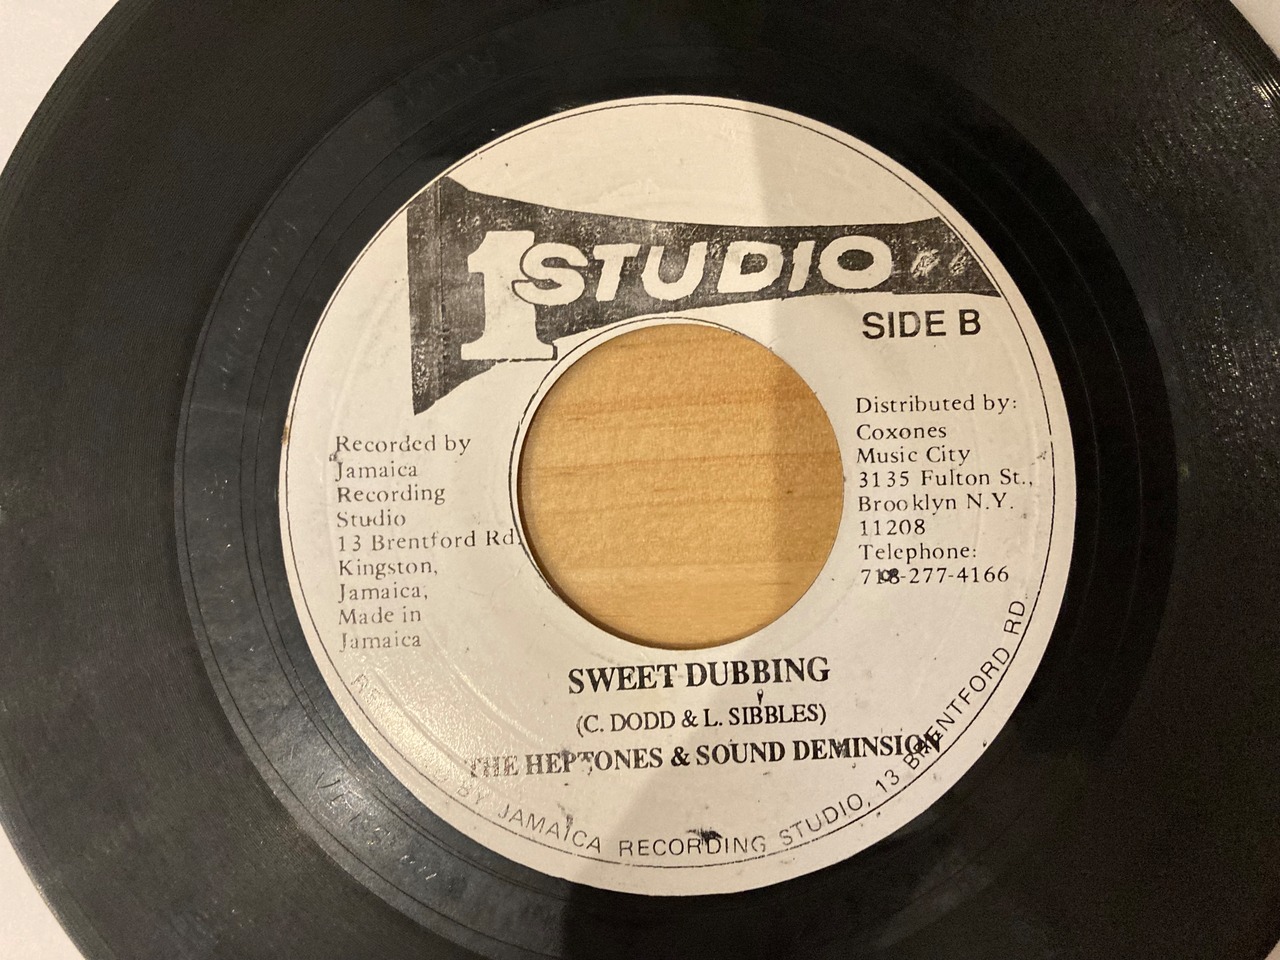 1 STUDIO
SIDE B
Recorded by
Jamaica
Recording
Studio
13 Brentford Rd.
Kingston,
Jamaica,
Made in
Jamaica
Distributed by:
Coxones
Music City
3135 Fulton St.,
Brooklyn N.Y.
11208
Telephone:
718-277-4166
SWEET DUBBING
(C. DODD & L. SIBBLES)
THE HEPTONES & SOUND DEMINSION
BY JAMAICA RECORDING STUDIO, 13 BRENTFORD RD.